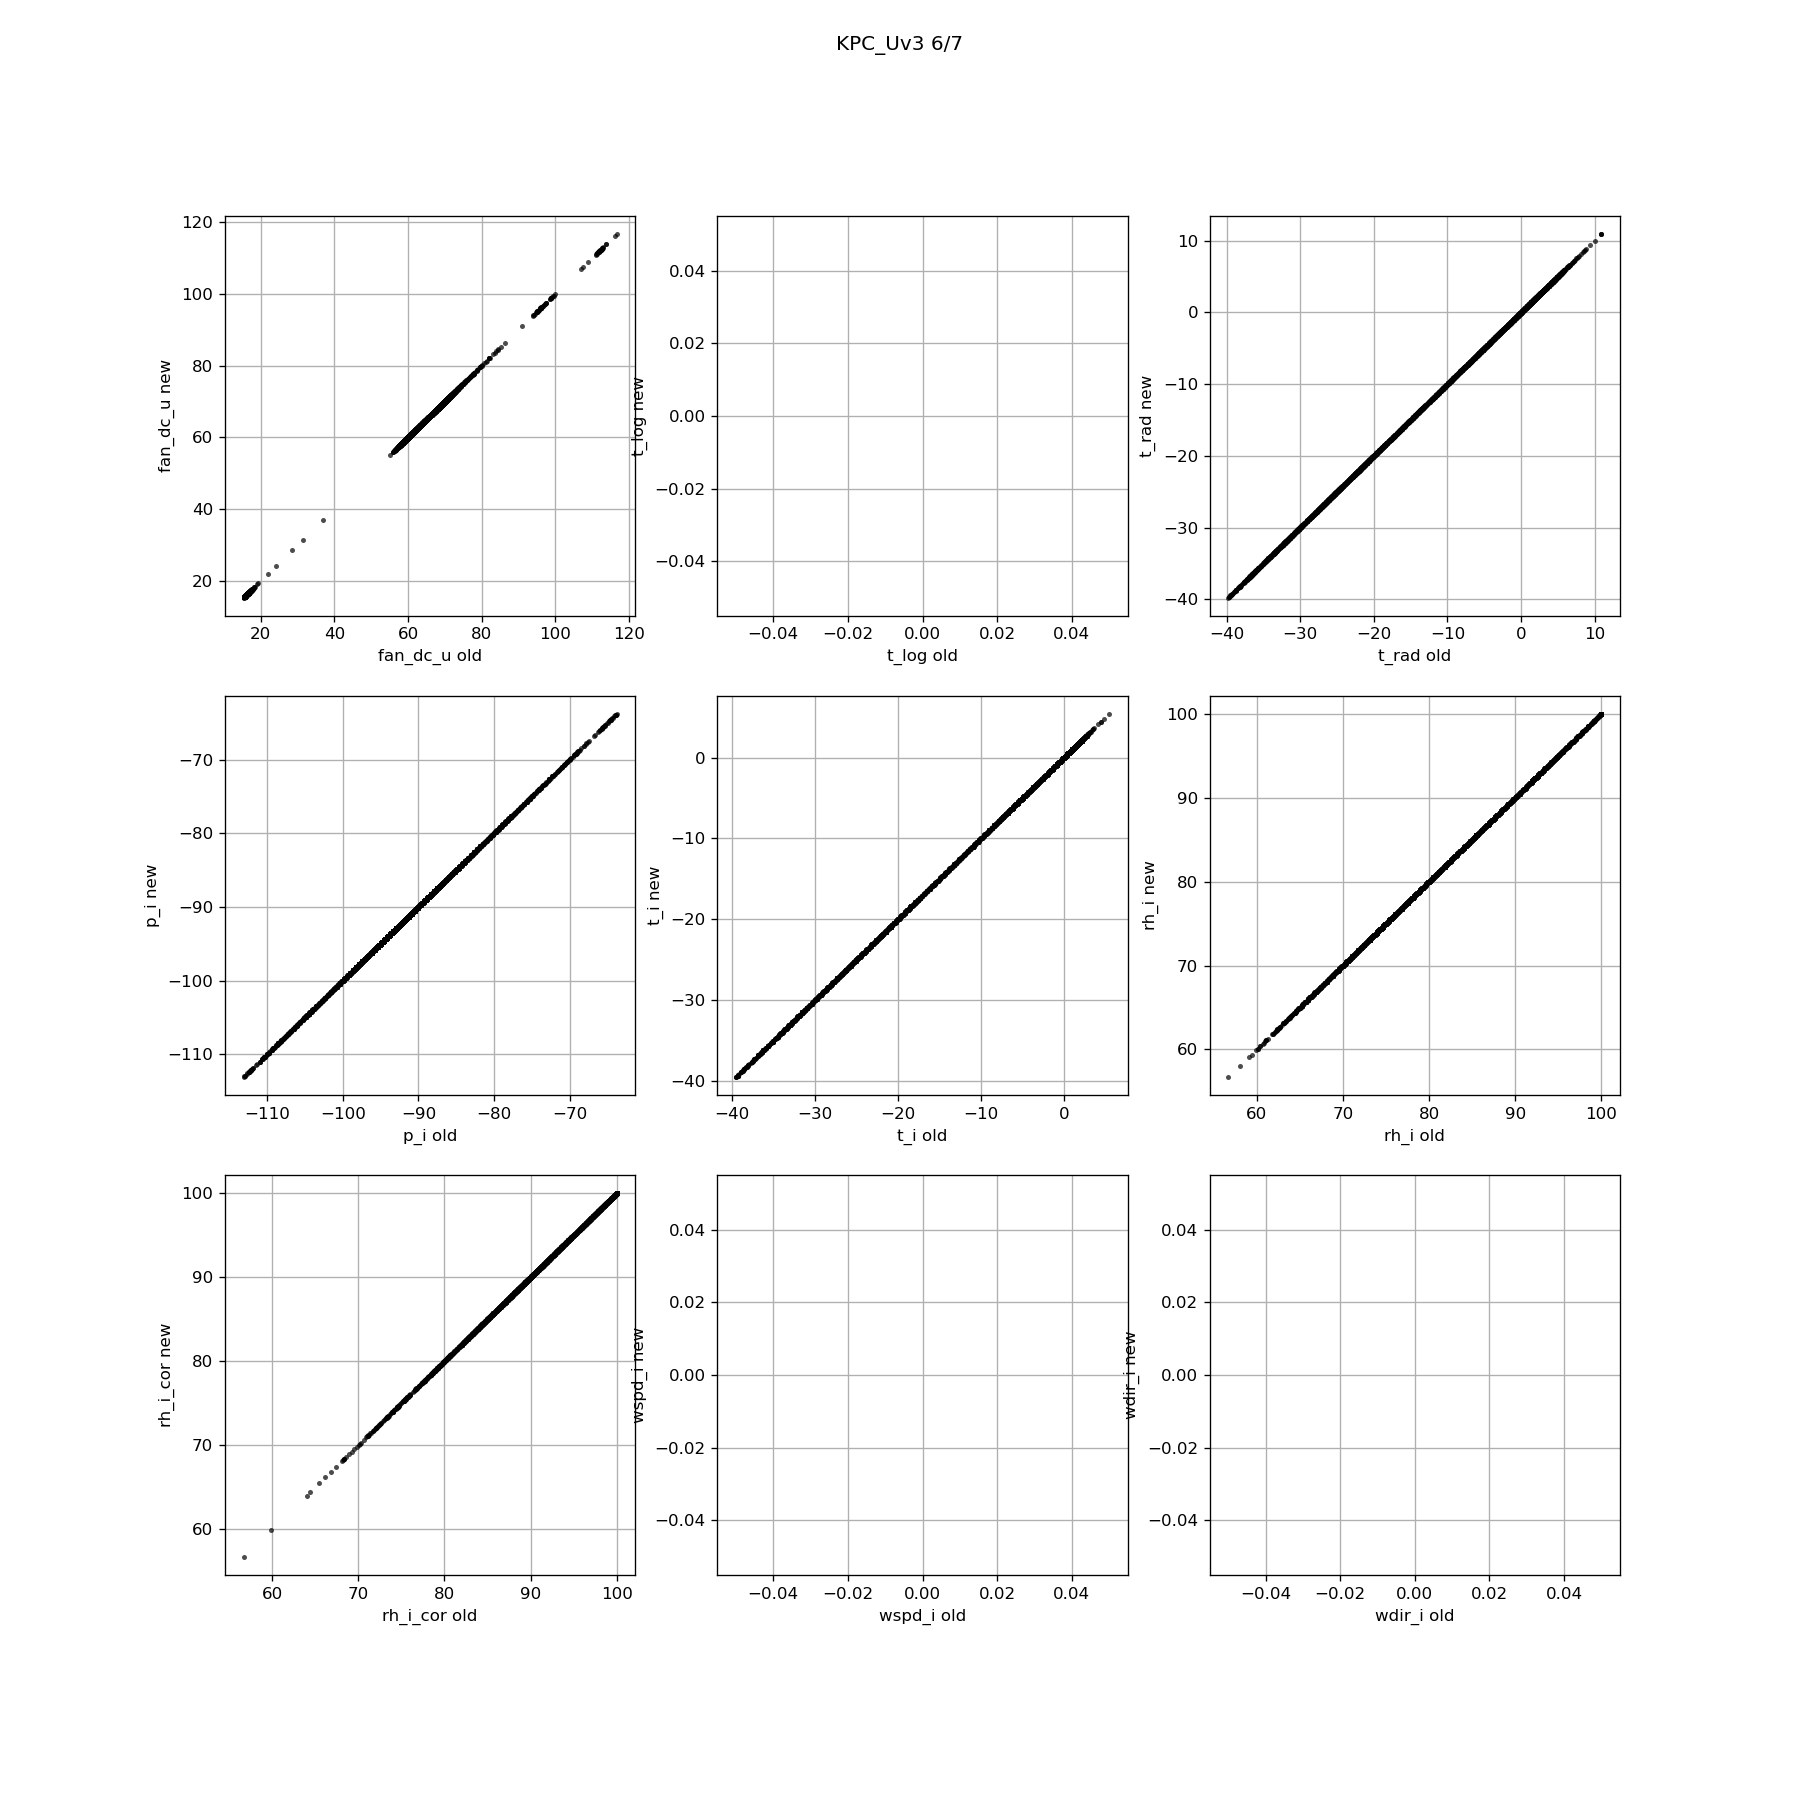 KPC_Uv3 6/7
120
100
80
60
40
20
fan_dc_u new
20 40 60 80 100 120
fan_dc_u old
0.04
0.02
0.00
−0.02
−0.04
t_log new
−0.04 −0.02 0.00 0.02 0.04
t_log old
10
0
−10
−20
−30
−40
t_rad new
−40 −30 −20 −10 0 10
t_rad old
−70
−80
−90
−100
−110
p_i new
−110 −100 −90 −80 −70
p_i old
0
−10
−20
−30
−40
t_i new
−40 −30 −20 −10 0
t_i old
100
90
80
70
60
rh_i new
60 70 80 90 100
rh_i old
100
90
80
70
60
rh_i_cor new
60 70 80 90 100
rh_i_cor old
0.04
0.02
0.00
−0.02
−0.04
wspd_i new
−0.04 −0.02 0.00 0.02 0.04
wspd_i old
0.04
0.02
0.00
−0.02
−0.04
wdir_i new
−0.04 −0.02 0.00 0.02 0.04
wdir_i old